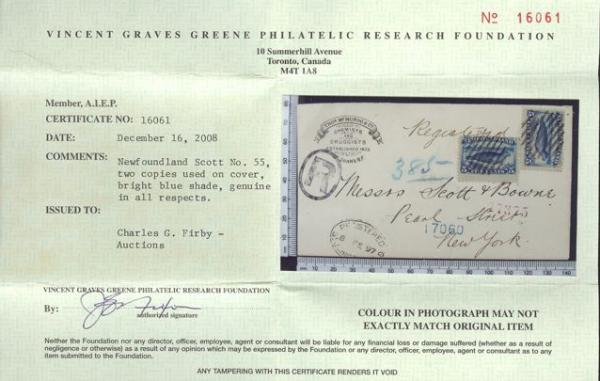 No 16061
VINCENT GRAVES GREENE PHILATELIC RESEARCH FOUNDATION
10 Summerhill Avenue
Toronto, Canada
M4T 1A8
Member, A.I.E.P.
CERTIFICATE NO: 16061
DATE: December 16, 2008
COMMENTS: Newfoundland Scott No. 55,
two copies used on cover,
bright blue shade, genuine
in all respects.
ISSUED TO:
Charles G. Firby -
Auctions
CHEMISTS
AND
DRUGGISTS
ESTABLISHED
Registered
385
R
Messrs Scott & Bowne
Pearl Street
17060
New York
REGISTERED
VINCENT GRAVES GREENE PHILATELIC RESEARCH FOUNDATION
By:
authorized signature
COLOUR IN PHOTOGRAPH MAY NOT
EXACTLY MATCH ORIGINAL ITEM
Neither the Foundation nor any director, officer, employee, agent or consultant will be liable for any financial loss or damage suffered (whether as a result of
negligence or otherwise) as a result of any opinion which may be expressed by the Foundation or any director, officer, employee, agent or consultant as to any
item submitted to the Foundation.
ANY TAMPERING WITH THIS CERTIFICATE RENDERS IT VOID